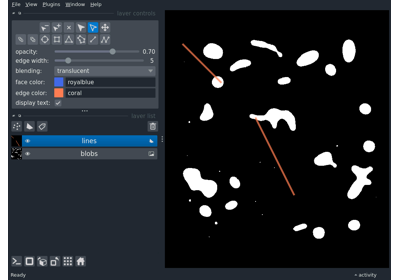 File View Plugins Window Help
layer controls
opacity: 0.70
edge width: 5
blending: translucent
face color: royalblue
edge color: coral
display text:
layer list
lines
blobs
Ready
activity